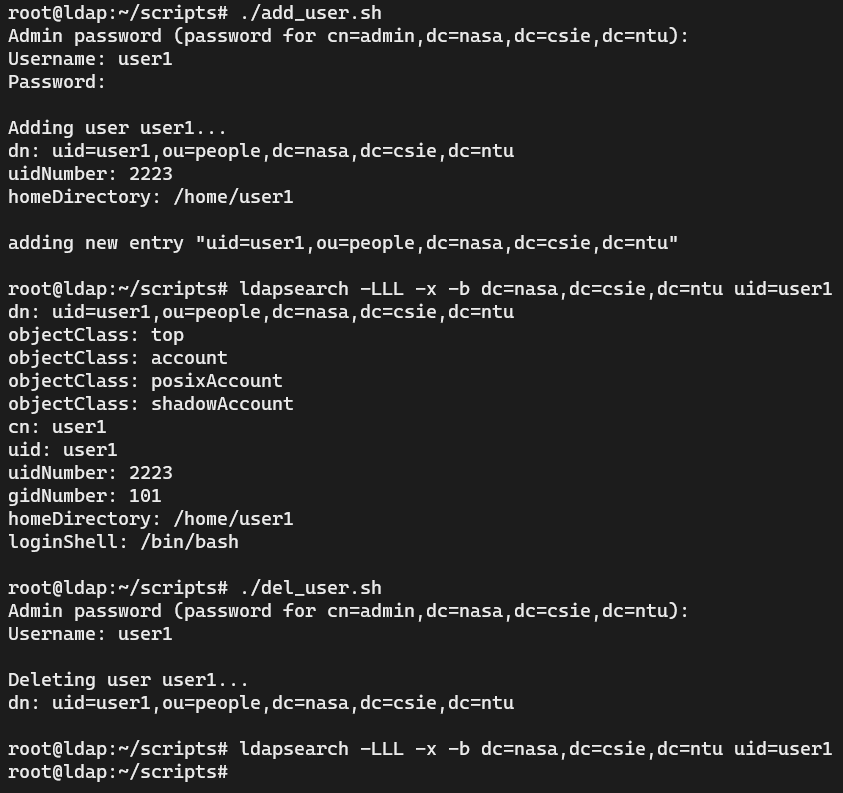 root@ldap:~/scripts# ./add_user.sh
Admin password (password for cn=admin,dc=nasa,dc=csie,dc=ntu):
Username: user1
Password:
Adding user user1...
dn: uid=user1,ou=people,dc=nasa,dc=csie,dc=ntu
uidNumber: 2223
homeDirectory: /home/user1
adding new entry "uid=user1,ou=people,dc=nasa,dc=csie,dc=ntu"
root@ldap:~/scripts# ldapsearch -LLL -x -b dc=nasa,dc=csie,dc=ntu uid=user1
dn: uid=user1,ou=people,dc=nasa,dc=csie,dc=ntu
objectClass: top
objectClass: account
objectClass: posixAccount
objectClass: shadowAccount
cn: user1
uid: user1
uidNumber: 2223
gidNumber: 101
homeDirectory: /home/user1
loginShell: /bin/bash
root@ldap:~/scripts# ./del_user.sh
Admin password (password for cn=admin,dc=nasa,dc=csie,dc=ntu):
Username: user1
Deleting user user1...
dn: uid=user1,ou=people,dc=nasa,dc=csie,dc=ntu
root@ldap:~/scripts# ldapsearch -LLL -x -b dc=nasa,dc=csie,dc=ntu uid=user1
root@ldap:~/scripts#